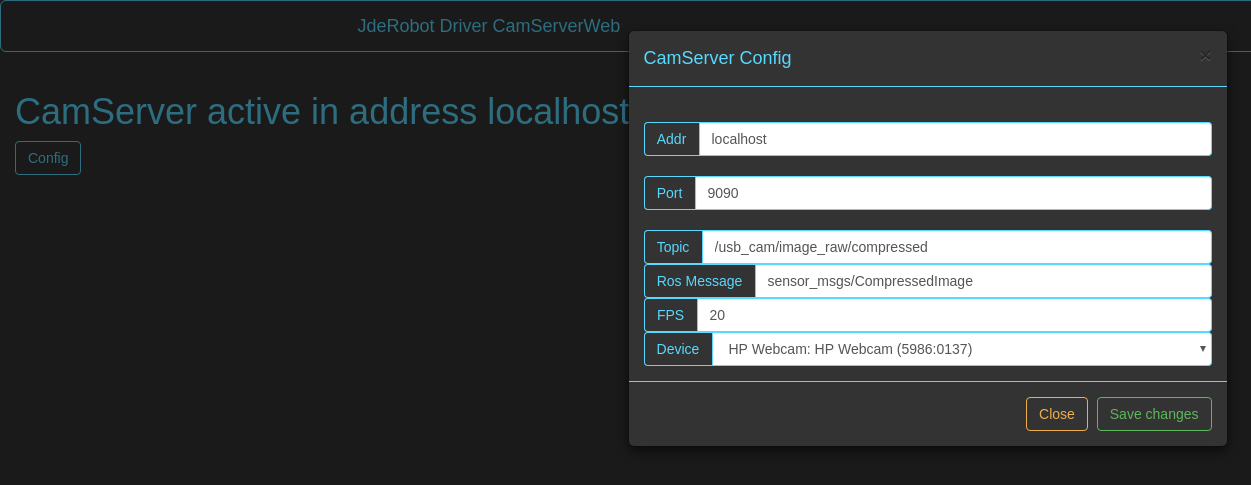 JdeRobot Driver CamServerWeb
CamServer active in address localhost
Config
CamServer Config
×
Addr localhost
Port 9090
Topic /usb_cam/image_raw/compressed
Ros Message sensor_msgs/CompressedImage
FPS 20
Device HP Webcam: HP Webcam (5986:0137)
Close Save changes